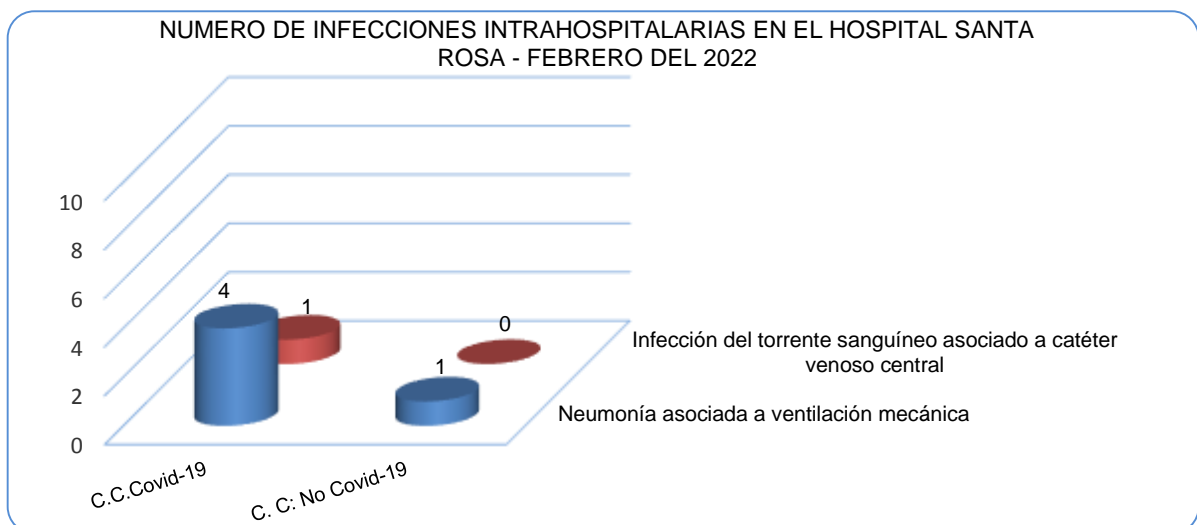 NUMERO DE INFECCIONES INTRAHOSPITALARIAS EN EL HOSPITAL SANTA
ROSA - FEBRERO DEL 2022
10
8
6
4
2
0
4
1
1
0
Infección del torrente sanguíneo asociado a catéter
venoso central
Neumonía asociada a ventilación mecánica
C.C.Covid-19
C. C: No Covid-19